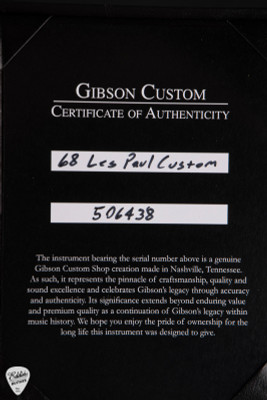 GIBSON CUSTOM
CERTIFICATE OF AUTHENTICITY
68 Les Paul Custom
506438
The instrument bearing the serial number above is a genuine
Gibson Custom Shop creation made in Nashville, Tennessee.
As such, it represents the pinnacle of craftsmanship, quality and
sound excellence and celebrates Gibson's legacy through accuracy
and authenticity. Its significance extends beyond enduring value
and premium quality as a continuation of Gibson's legacy within
music history. We hope you enjoy the pride of ownership for the
long life this instrument was designed to give.